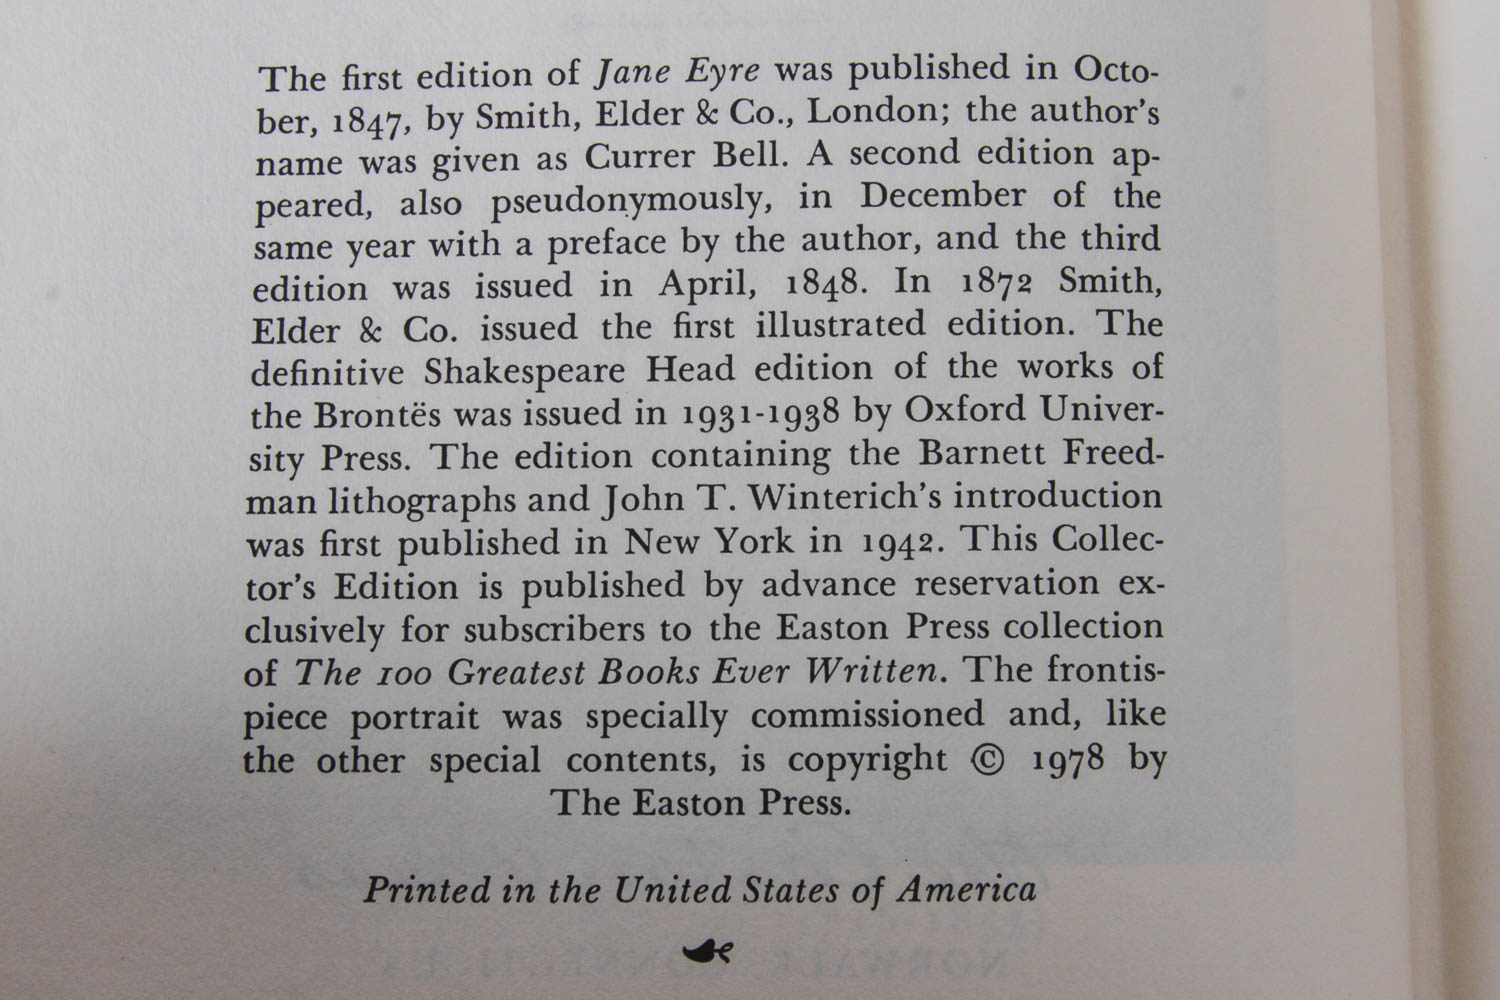 The first edition of Jane Eyre was published in Octo-
ber, 1847, by Smith, Elder & Co., London; the author's
name was given as Currer Bell. A second edition ap-
peared, also pseudonymously, in December of the
same year with a preface by the author, and the third
edition was issued in April, 1848. In 1872 Smith,
Elder & Co. issued the first illustrated edition. The
definitive Shakespeare Head edition of the works of
the Brontës was issued in 1931-1938 by Oxford Univer-
sity Press. The edition containing the Barnett Freed-
man lithographs and John T. Winterich's introduction
was first published in New York in 1942. This Collec-
tor's Edition is published by advance reservation ex-
clusively for subscribers to the Easton Press collection
of The 100 Greatest Books Ever Written. The frontis-
piece portrait was specially commissioned and, like
the other special contents, is copyright © 1978 by
The Easton Press.
Printed in the United States of America